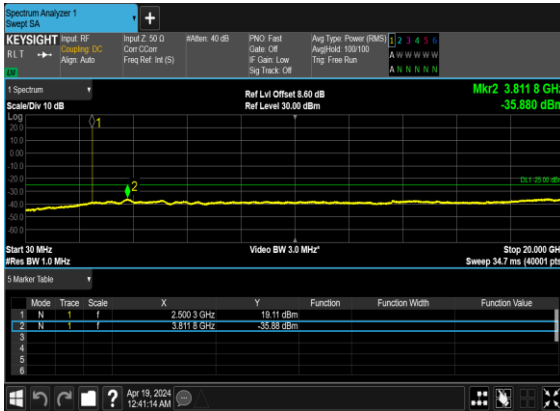 Spectrum Analyzer 1
Swept SA
+
KEYSIGHT
RLT
Input: RF
Coupling: DC
Align: Auto
Input Z: 50 Ω
Corr CCorr
Freq Ref: Int (S)
#Atten: 40 dB
PNO: Fast
Gate: Off
IF Gain: Low
Sig Track: Off
Avg Type: Power (RMS)
Avg|Hold: 100/100
Trig: Free Run
1 2 3 4 5 6
A W W W W W
A N N N N N
1 Spectrum
Scale/Div 10 dB
Ref Lvl Offset 8.60 dB
Ref Level 30.00 dBm
Mkr2 3.811 8 GHz
-35.880 dBm
Log
20.0
10.0
0.00
-10.0
-20.0
-30.0
-40.0
-50.0
-60.0
1
2
DL1 -25.00 dBm
Start 30 MHz
#Res BW 1.0 MHz
Video BW 3.0 MHz*
Stop 20.000 GHz
Sweep 34.7 ms (40001 pts)
5 Marker Table
Mode Trace Scale X Y Function Function Width Function Value
1 N 1 f 2.500 3 GHz 19.11 dBm
2 N 1 f 3.811 8 GHz -35.88 dBm
3
4
5
6
?
Apr 19, 2024
12:41:14 AM